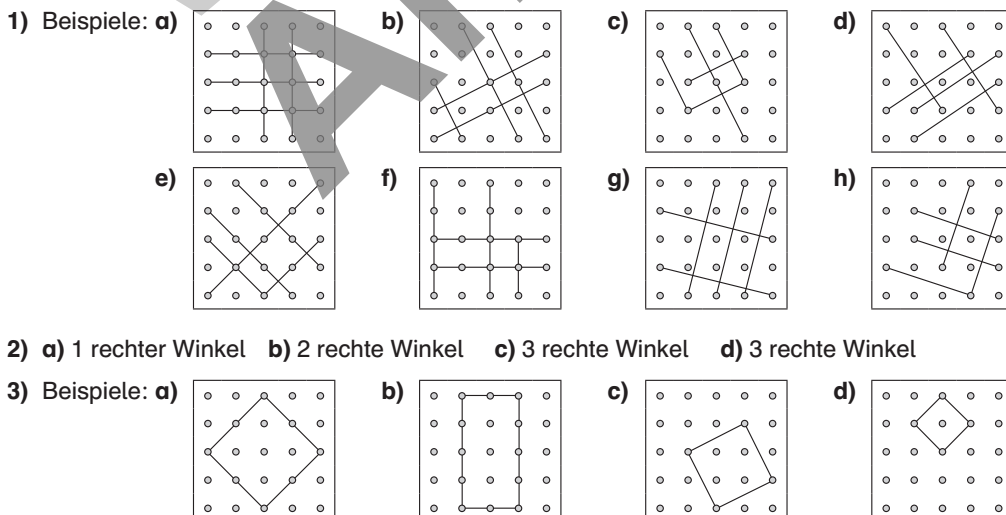 1) Beispiele: a) b) c) d)
e) f) g) h)
2) a) 1 rechter Winkel b) 2 rechte Winkel c) 3 rechte Winkel d) 3 rechte Winkel
3) Beispiele: a) b) c) d)